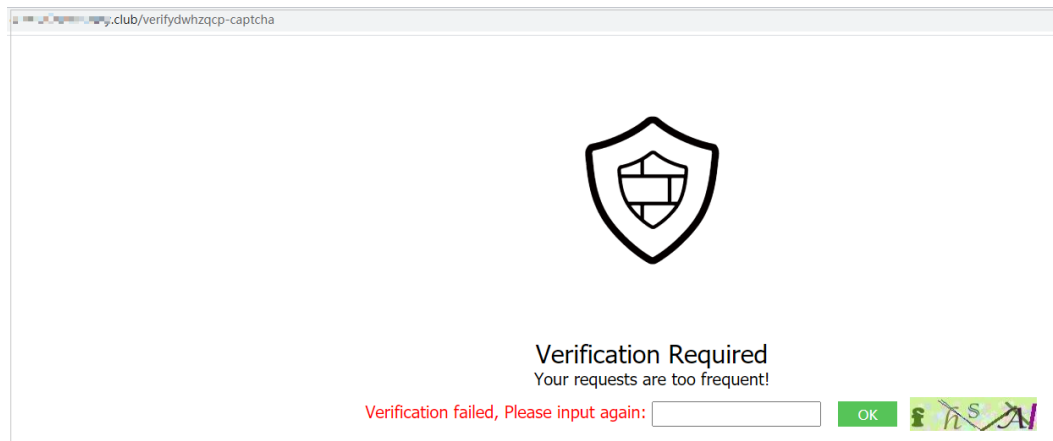 .club/verifydwhzqcp-captcha
Verification Required
Your requests are too frequent!
Verification failed, Please input again:
OK